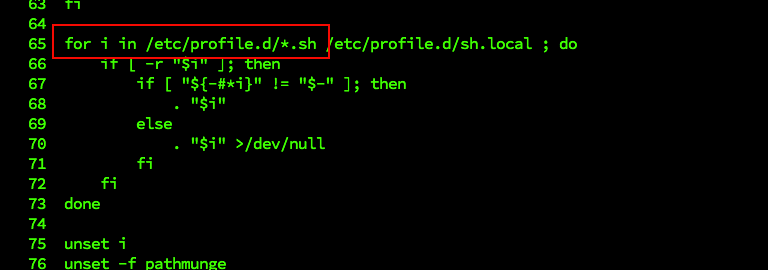 63 fi
64
65 for i in /etc/profile.d/*.sh /etc/profile.d/sh.local ; do
66     if [ -r "$i" ]; then
67         if [ "${-#*i}" != "$-" ]; then
68             . "$i"
69         else
70             . "$i" >/dev/null
71         fi
72     fi
73 done
74
75 unset i
76 unset -f pathmunge